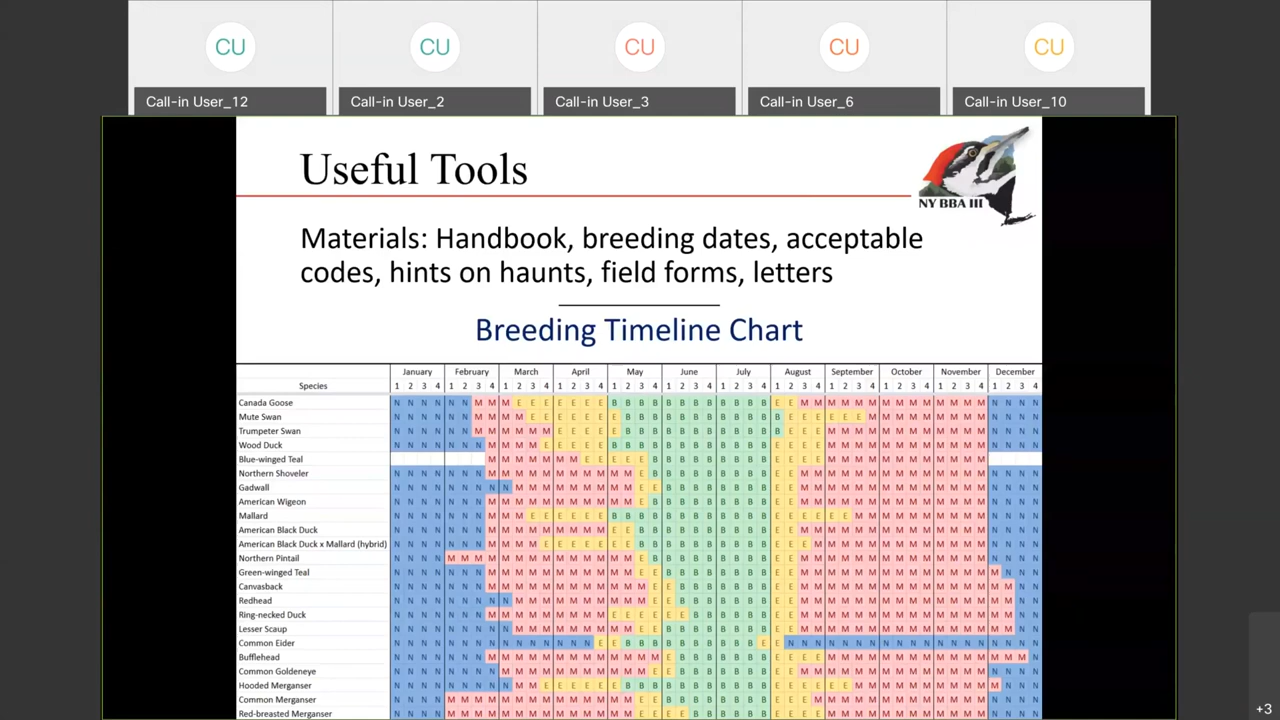 CU CU CU CU CU
Call-in User_12 Call-in User_2 Call-in User_3 Call-in User_6 Call-in User_10
Useful Tools
NY BBA III
Materials: Handbook, breeding dates, acceptable
codes, hints on haunts, field forms, letters
Breeding Timeline Chart
January February March April May June July August September October November December
Species 1 2 3 4 1 2 3 4 1 2 3 4 1 2 3 4 1 2 3 4 1 2 3 4 1 2 3 4 1 2 3 4 1 2 3 4 1 2 3 4 1 2 3 4 1 2 3 4
Canada Goose N N N N N N M M M E E E E E E E B B B B B B B B B B B B E E M M M M M M M M M M M M M M N N N N
Mute Swan N N N N N N M M M M E E E E E E E B B B B B B B B B B B B E E E E E E M M M M M M M M M N N N N
Trumpeter Swan N N N N N N M M M M M M E E E E E B B B B B B B B B B B B E E E M M M M M M M M M M M M N N N N
Wood Duck N N N N N N N M M M M E E E E E B B B B B B B B B B B B E E E E M M M M M M M M M M M M N N N N
Blue-winged Teal M M M M M M M E E E E E B B B B B B B B B E E E E M M M M M M M M M M M M
Northern Shoveler N N N N N N N M M M M M M M M M M M E B B B B B B B B B E E M M M M M M M M M M M M M M N N N N
Gadwall N N N N N N N N N M M M M M M M M M E E B B B B B B B B E E M M M M M M M M M M M M M M N N N N
American Wigeon N N N N N N N M M M M M M M M M M M E B B B B B B B B B E E M M M M M M M M M M M M M M N N N N
Mallard N N N N N N N M M M E E E E E E B B B B B B B B B B B B E E E E E E M M M M M M M M M M N N N N
American Black Duck N N N N N N N M M M M M M M M M E E B B B B B B B B B B E E M M M M M M M M M M M M M M N N N N
American Black Duck x Mallard (hybrid) N N N N N N N M M M M E E E E E E E B B B B B B B B B B E E E M M M M M M M M M M M M M N N N N
Northern Pintail N N N N M M M M M M M M M M M M M M E B B B B B B B B B E E M M M M M M M M M M M M M M N N N N
Green-winged Teal N N N N N N N M M M M M M M M M M M E E B B B B B B B B E E M M M M M M M M M M M M M M M N N N
Canvasback N N N N N N N M M M M M M M M M M M M E E B B B B B B B E E M M M M M M M M M M M M M M M M N N
Redhead N N N N N N N N N M M M M M M M M M M E E B B B B B B B E E M M M M M M M M M M M M M M M M N N
Ring-necked Duck N N N N N N N M M M M M M M M M E E E E E E B B B B B B E E M M M M M M M M M M M M M M M M N N
Lesser Scaup N N N N N N N N N M M M M M M M M M E E B B B B B B B B E E M M M M M M M M M M M M M M M M N N
Common Eider N N N N N N N N N N N N N N N E E B B B B B B B B B B E E N N N N N N N N N N N N N N N N N N N
Bufflehead N N N N N N N M M M M M M M M M M M M M E B B B B B B B E E E E M M M M M M M M M M M M M M M N
Common Goldeneye N N N N N N N N M M M M M M M M M M M E E B B B B B B B E E M M M M M M M M M M M M M M N N N N
Hooded Merganser N N N N N N N N N M M E E E E E E B B B B B B B B B B B E E E E E E M M M M M M M M M M M N N N
Common Merganser N N N N M M M M M M M M M M M M M M E E B B B B B B B B E E E M M M M M M M M M M M M M N N N N
Red-breasted Merganser N N N N M M M M M M M M M M M M M M E E E E B B B B B B E E E E M M M M M M M M M M M M N N N N
+3